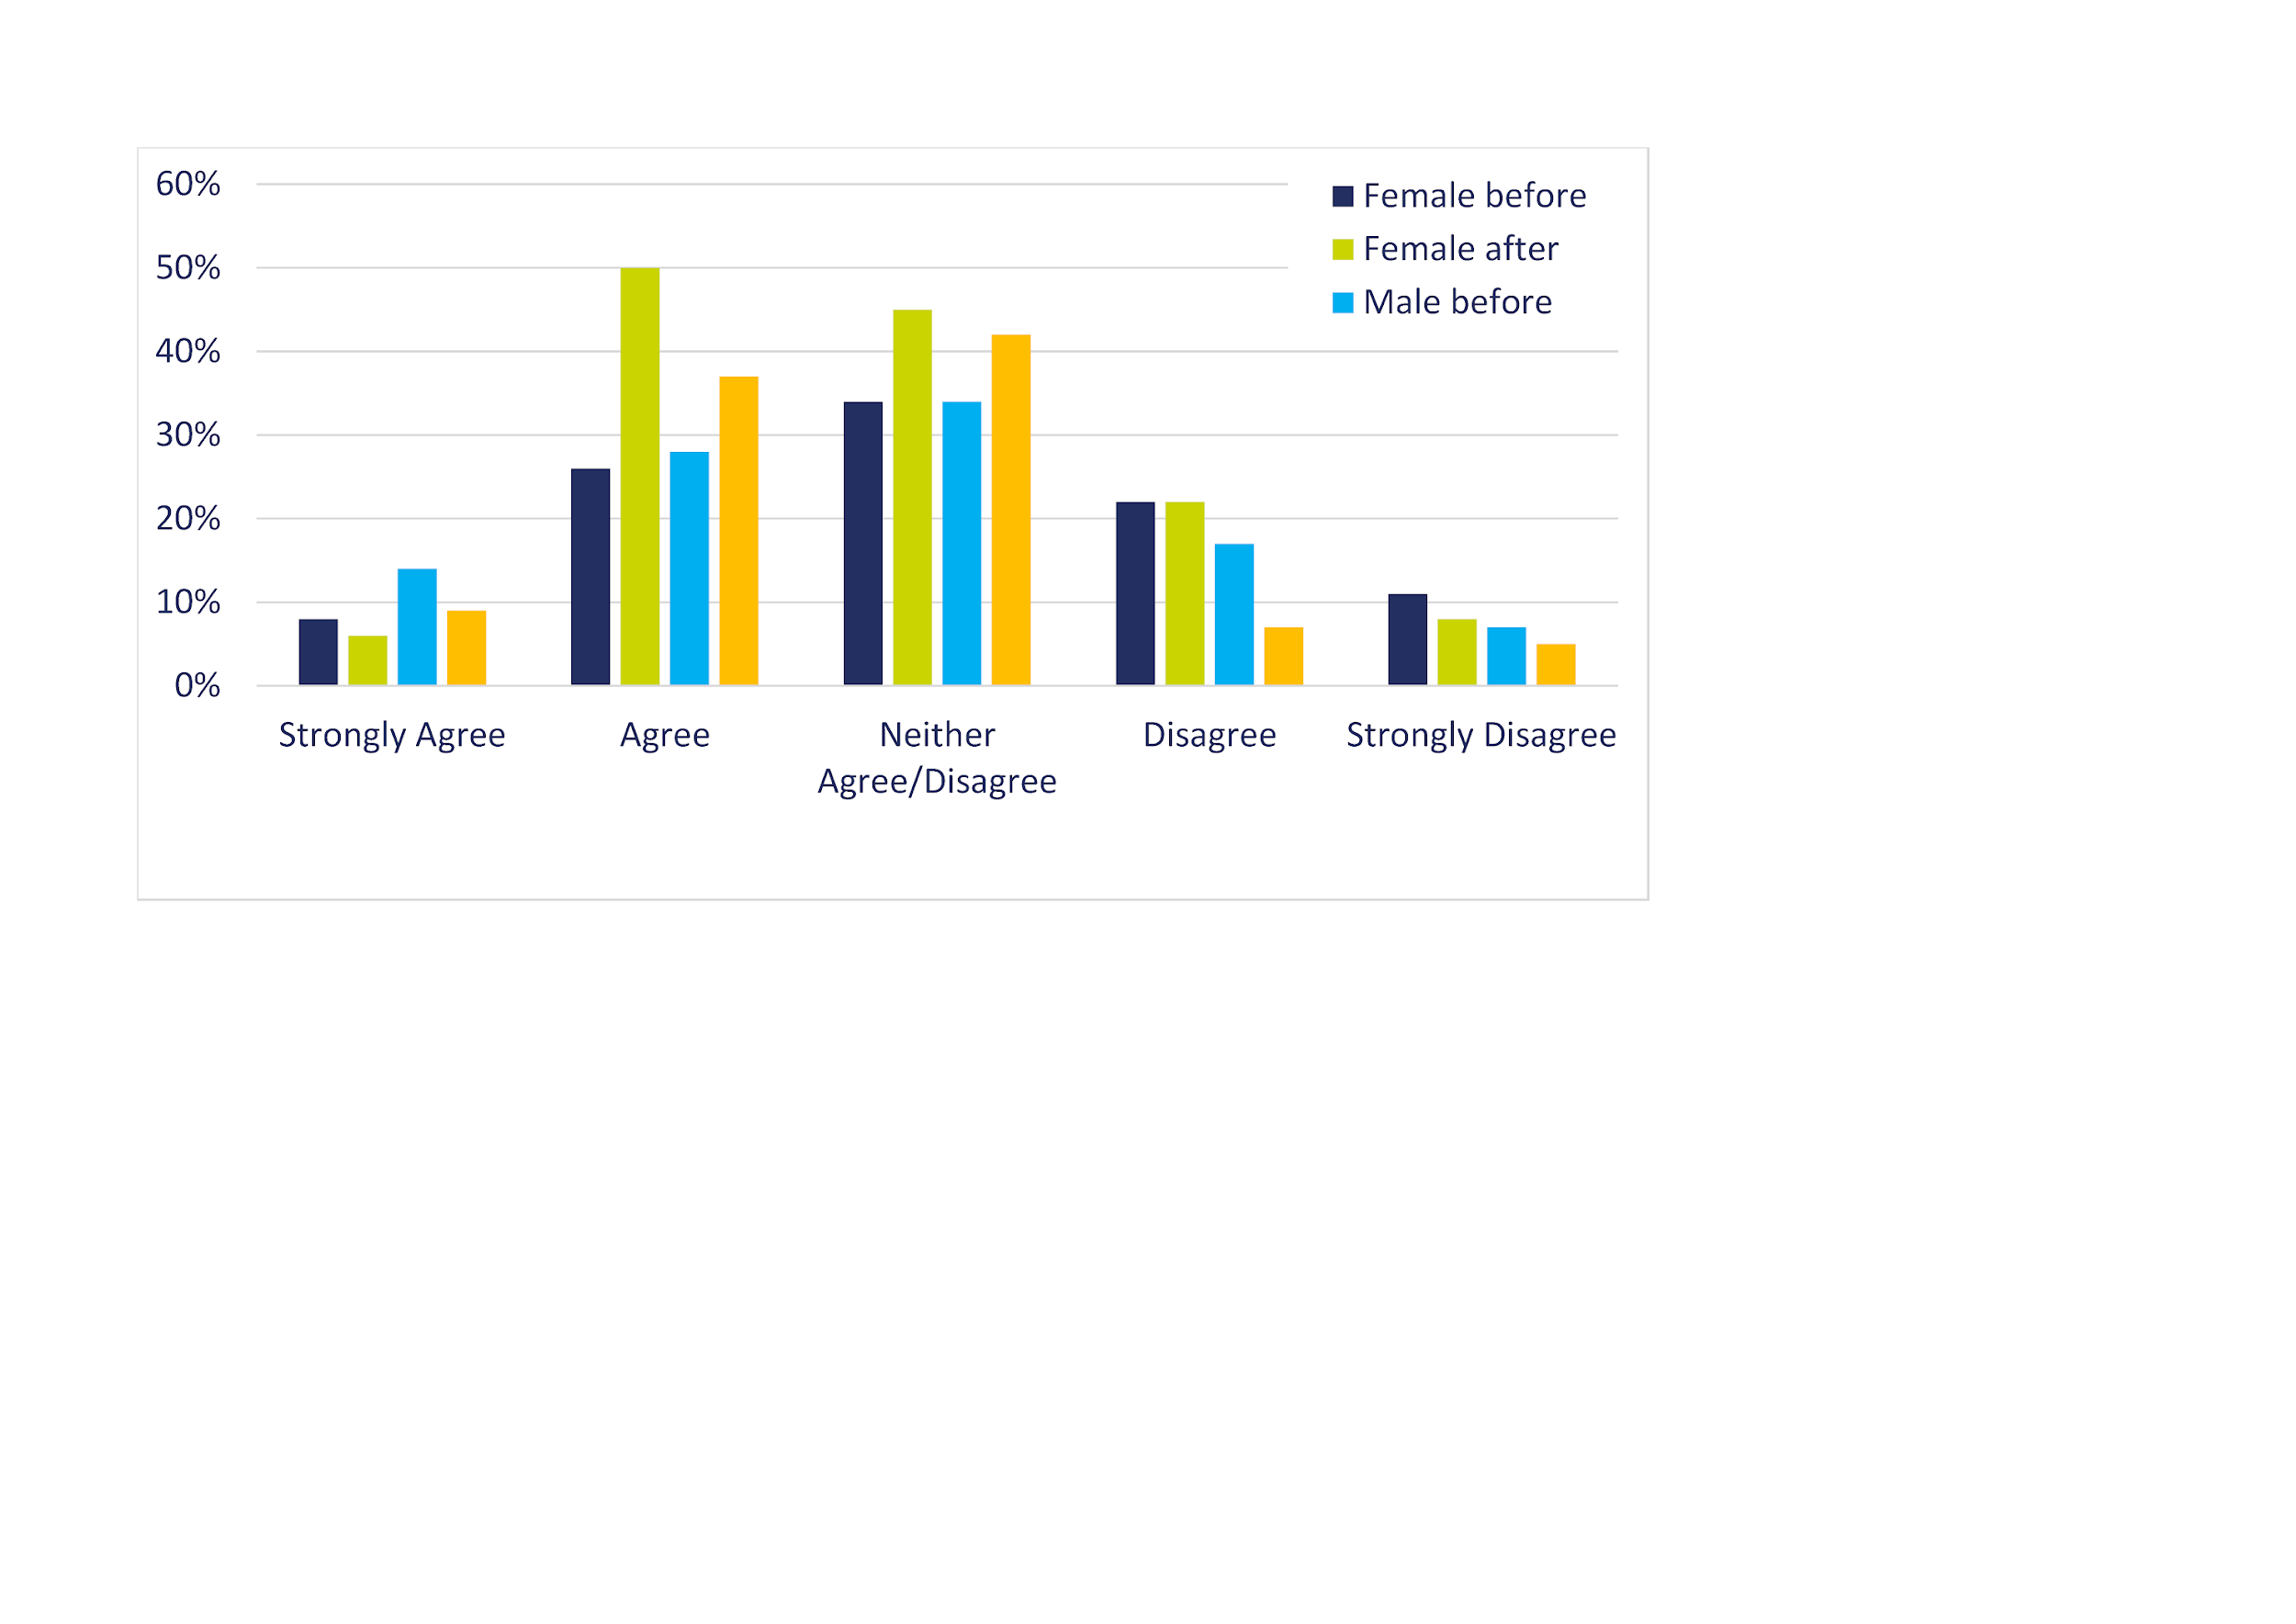 60%
50%
40%
30%
20%
10%
0%
Female before
Female after
Male before
Strongly Agree
Agree
Neither
Agree/Disagree
Disagree
Strongly Disagree